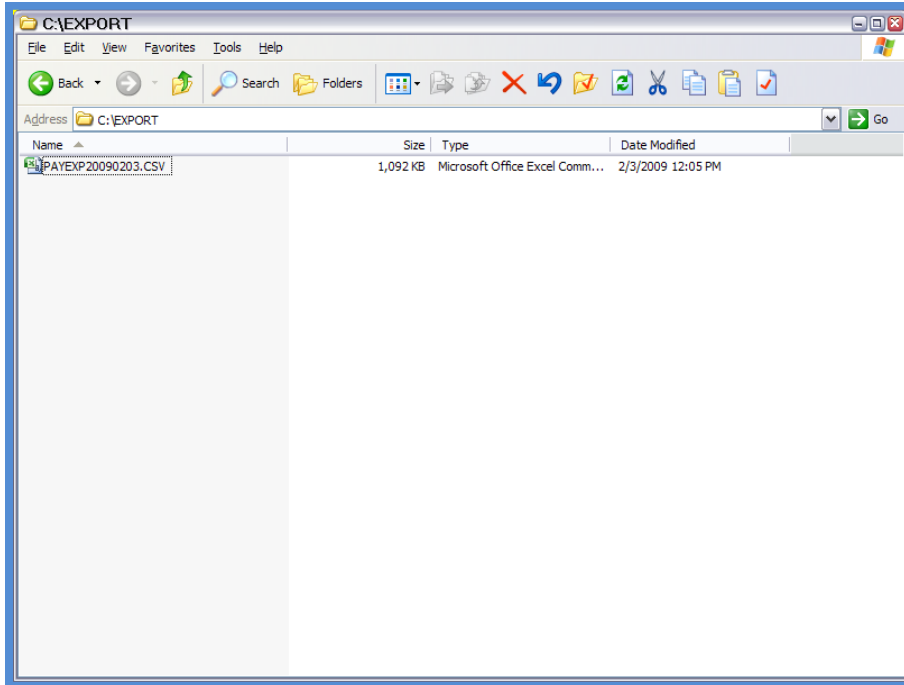 C:\EXPORT
File Edit View Favorites Tools Help
Back Search Folders
Address C:\EXPORT Go
Name Size Type Date Modified
PAYEXP20090203.CSV 1,092 KB Microsoft Office Excel Comm... 2/3/2009 12:05 PM